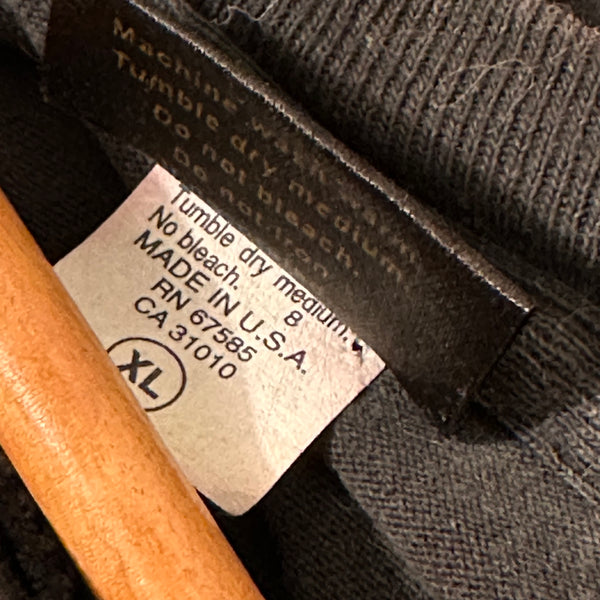 Machine wash warm
Tumble dry medium.
Do not bleach.
Do not iron
Tumble dry medium.
No bleach. 8
MADE IN U.S.A.
RN 67585
CA 31010
XL